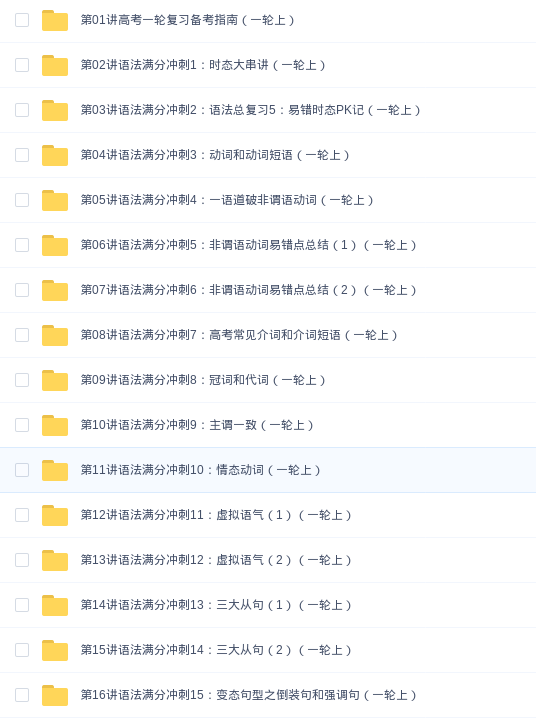 第01讲高考一轮复习备考指南（一轮上）
第02讲语法满分冲刺1：时态大串讲（一轮上）
第03讲语法满分冲刺2：语法总复习5：易错时态PK记（一轮上）
第04讲语法满分冲刺3：动词和动词短语（一轮上）
第05讲语法满分冲刺4：一语道破非谓语动词（一轮上）
第06讲语法满分冲刺5：非谓语动词易错点总结（1）（一轮上）
第07讲语法满分冲刺6：非谓语动词易错点总结（2）（一轮上）
第08讲语法满分冲刺7：高考常见介词和介词短语（一轮上）
第09讲语法满分冲刺8：冠词和代词（一轮上）
第10讲语法满分冲刺9：主谓一致（一轮上）
第11讲语法满分冲刺10：情态动词（一轮上）
第12讲语法满分冲刺11：虚拟语气（1）（一轮上）
第13讲语法满分冲刺12：虚拟语气（2）（一轮上）
第14讲语法满分冲刺13：三大从句（1）（一轮上）
第15讲语法满分冲刺14：三大从句（2）（一轮上）
第16讲语法满分冲刺15：变态句型之倒装句和强调句（一轮上）